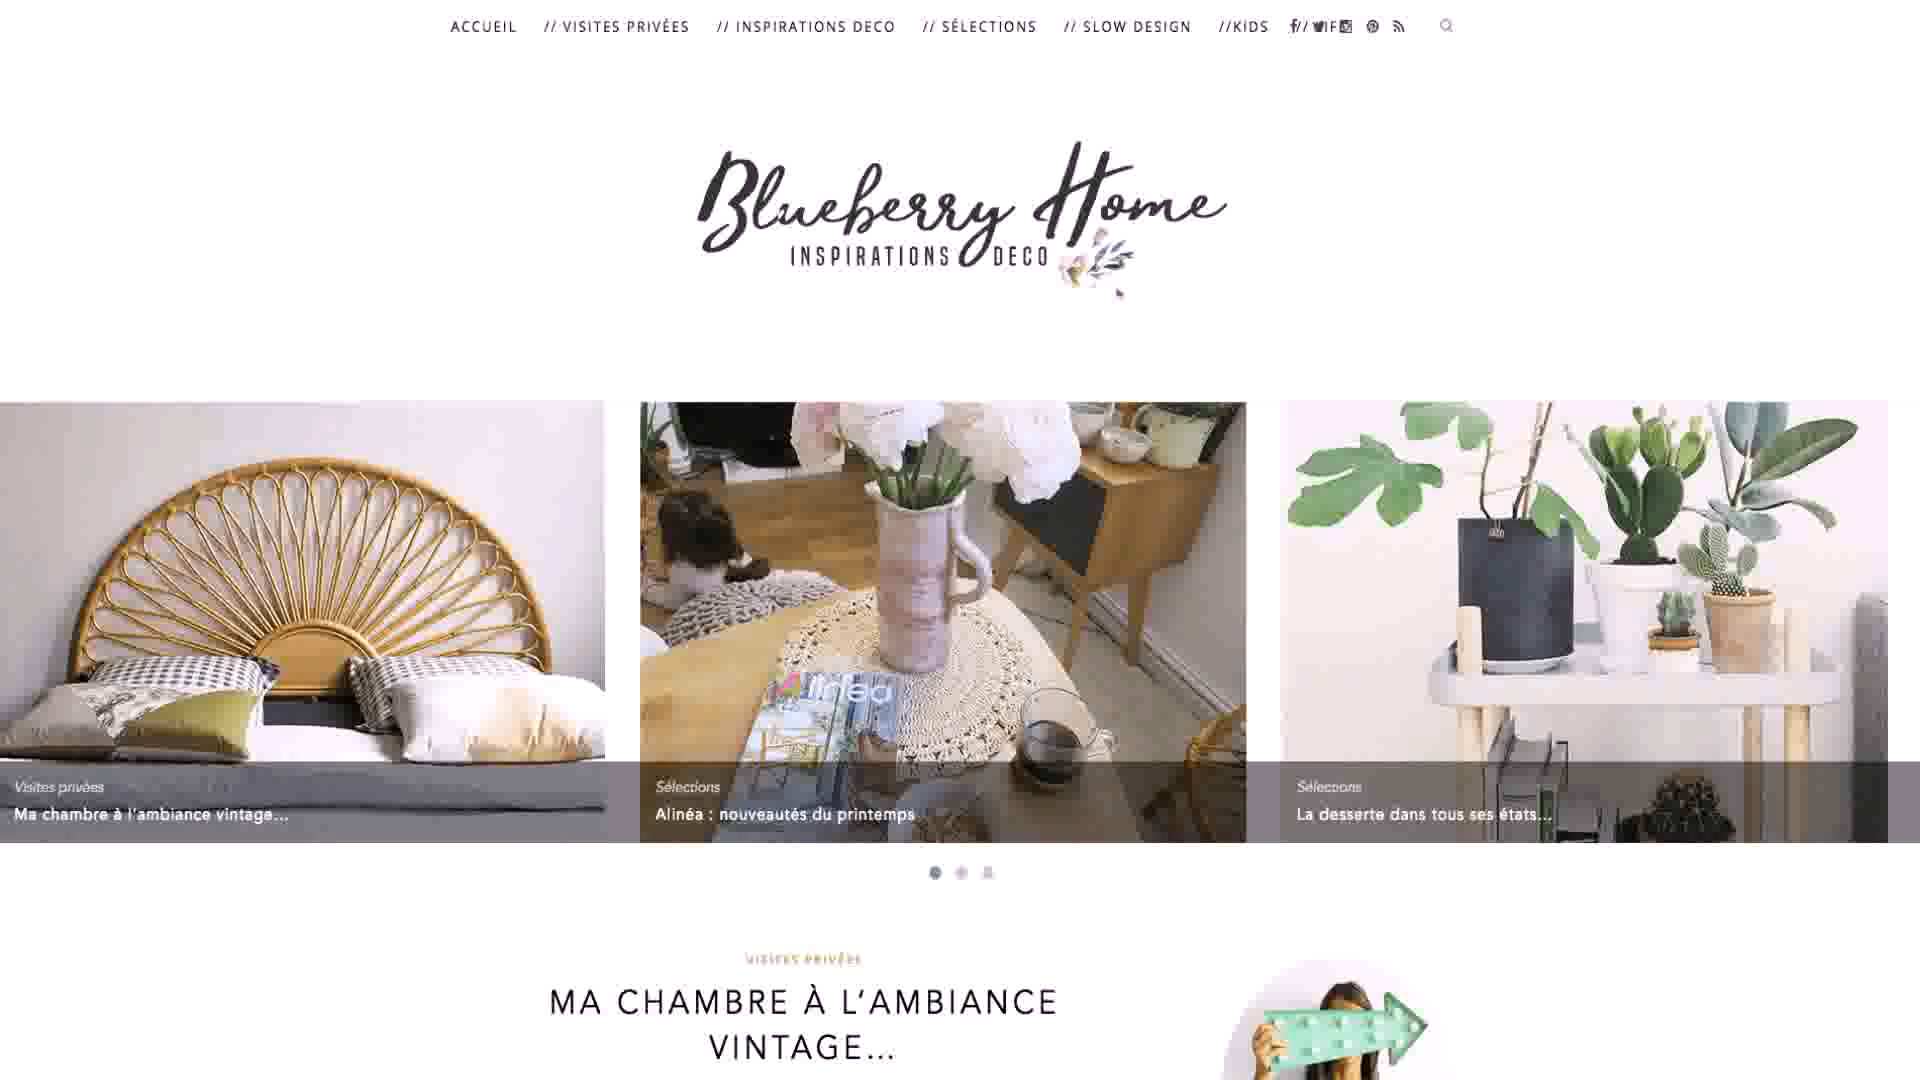 ACCUEIL // VISITES PRIVÉES // INSPIRATIONS DECO // SÉLECTIONS // SLOW DESIGN //KIDS //
Blueberry Home
INSPIRATIONS DECO
Alinéa
Visites privées
Ma chambre à l'ambiance vintage...
Sélections
Alinéa : nouveautés du printemps
Sélections
La desserte dans tous ses états...
VISITES PRIVÉES
MA CHAMBRE À L'AMBIANCE
VINTAGE...